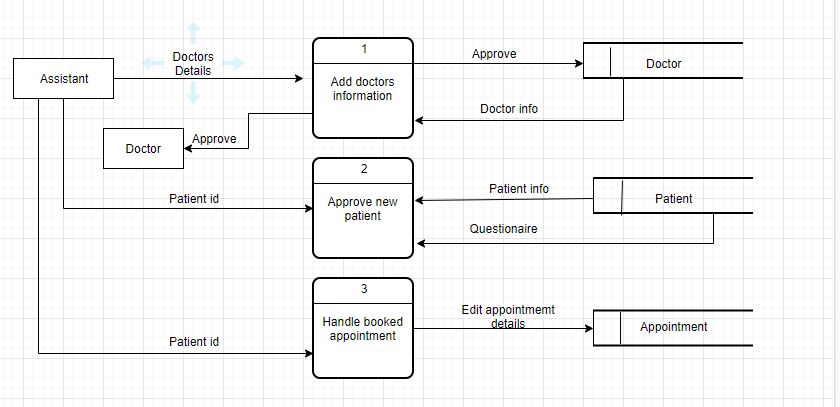 1
Doctors
Details
Approve
Assistant
Add doctors
information
Doctor
Doctor info
Doctor
Approve
2
Patient id
Approve new
patient
Patient info
Patient
Questionaire
3
Handle booked
appointment
Edit appointmemt
details
Appointment
Patient id